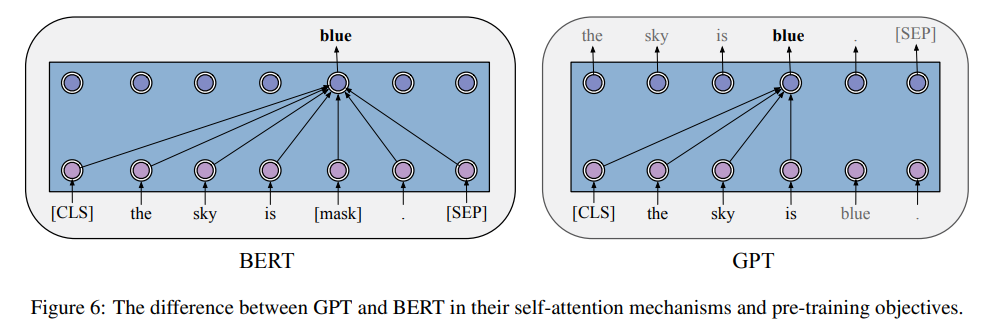 blue
[CLS] the sky is [mask] . [SEP]
BERT
the sky is blue . [SEP]
[CLS] the sky is blue .
GPT
Figure 6: The difference between GPT and BERT in their self-attention mechanisms and pre-training objectives.